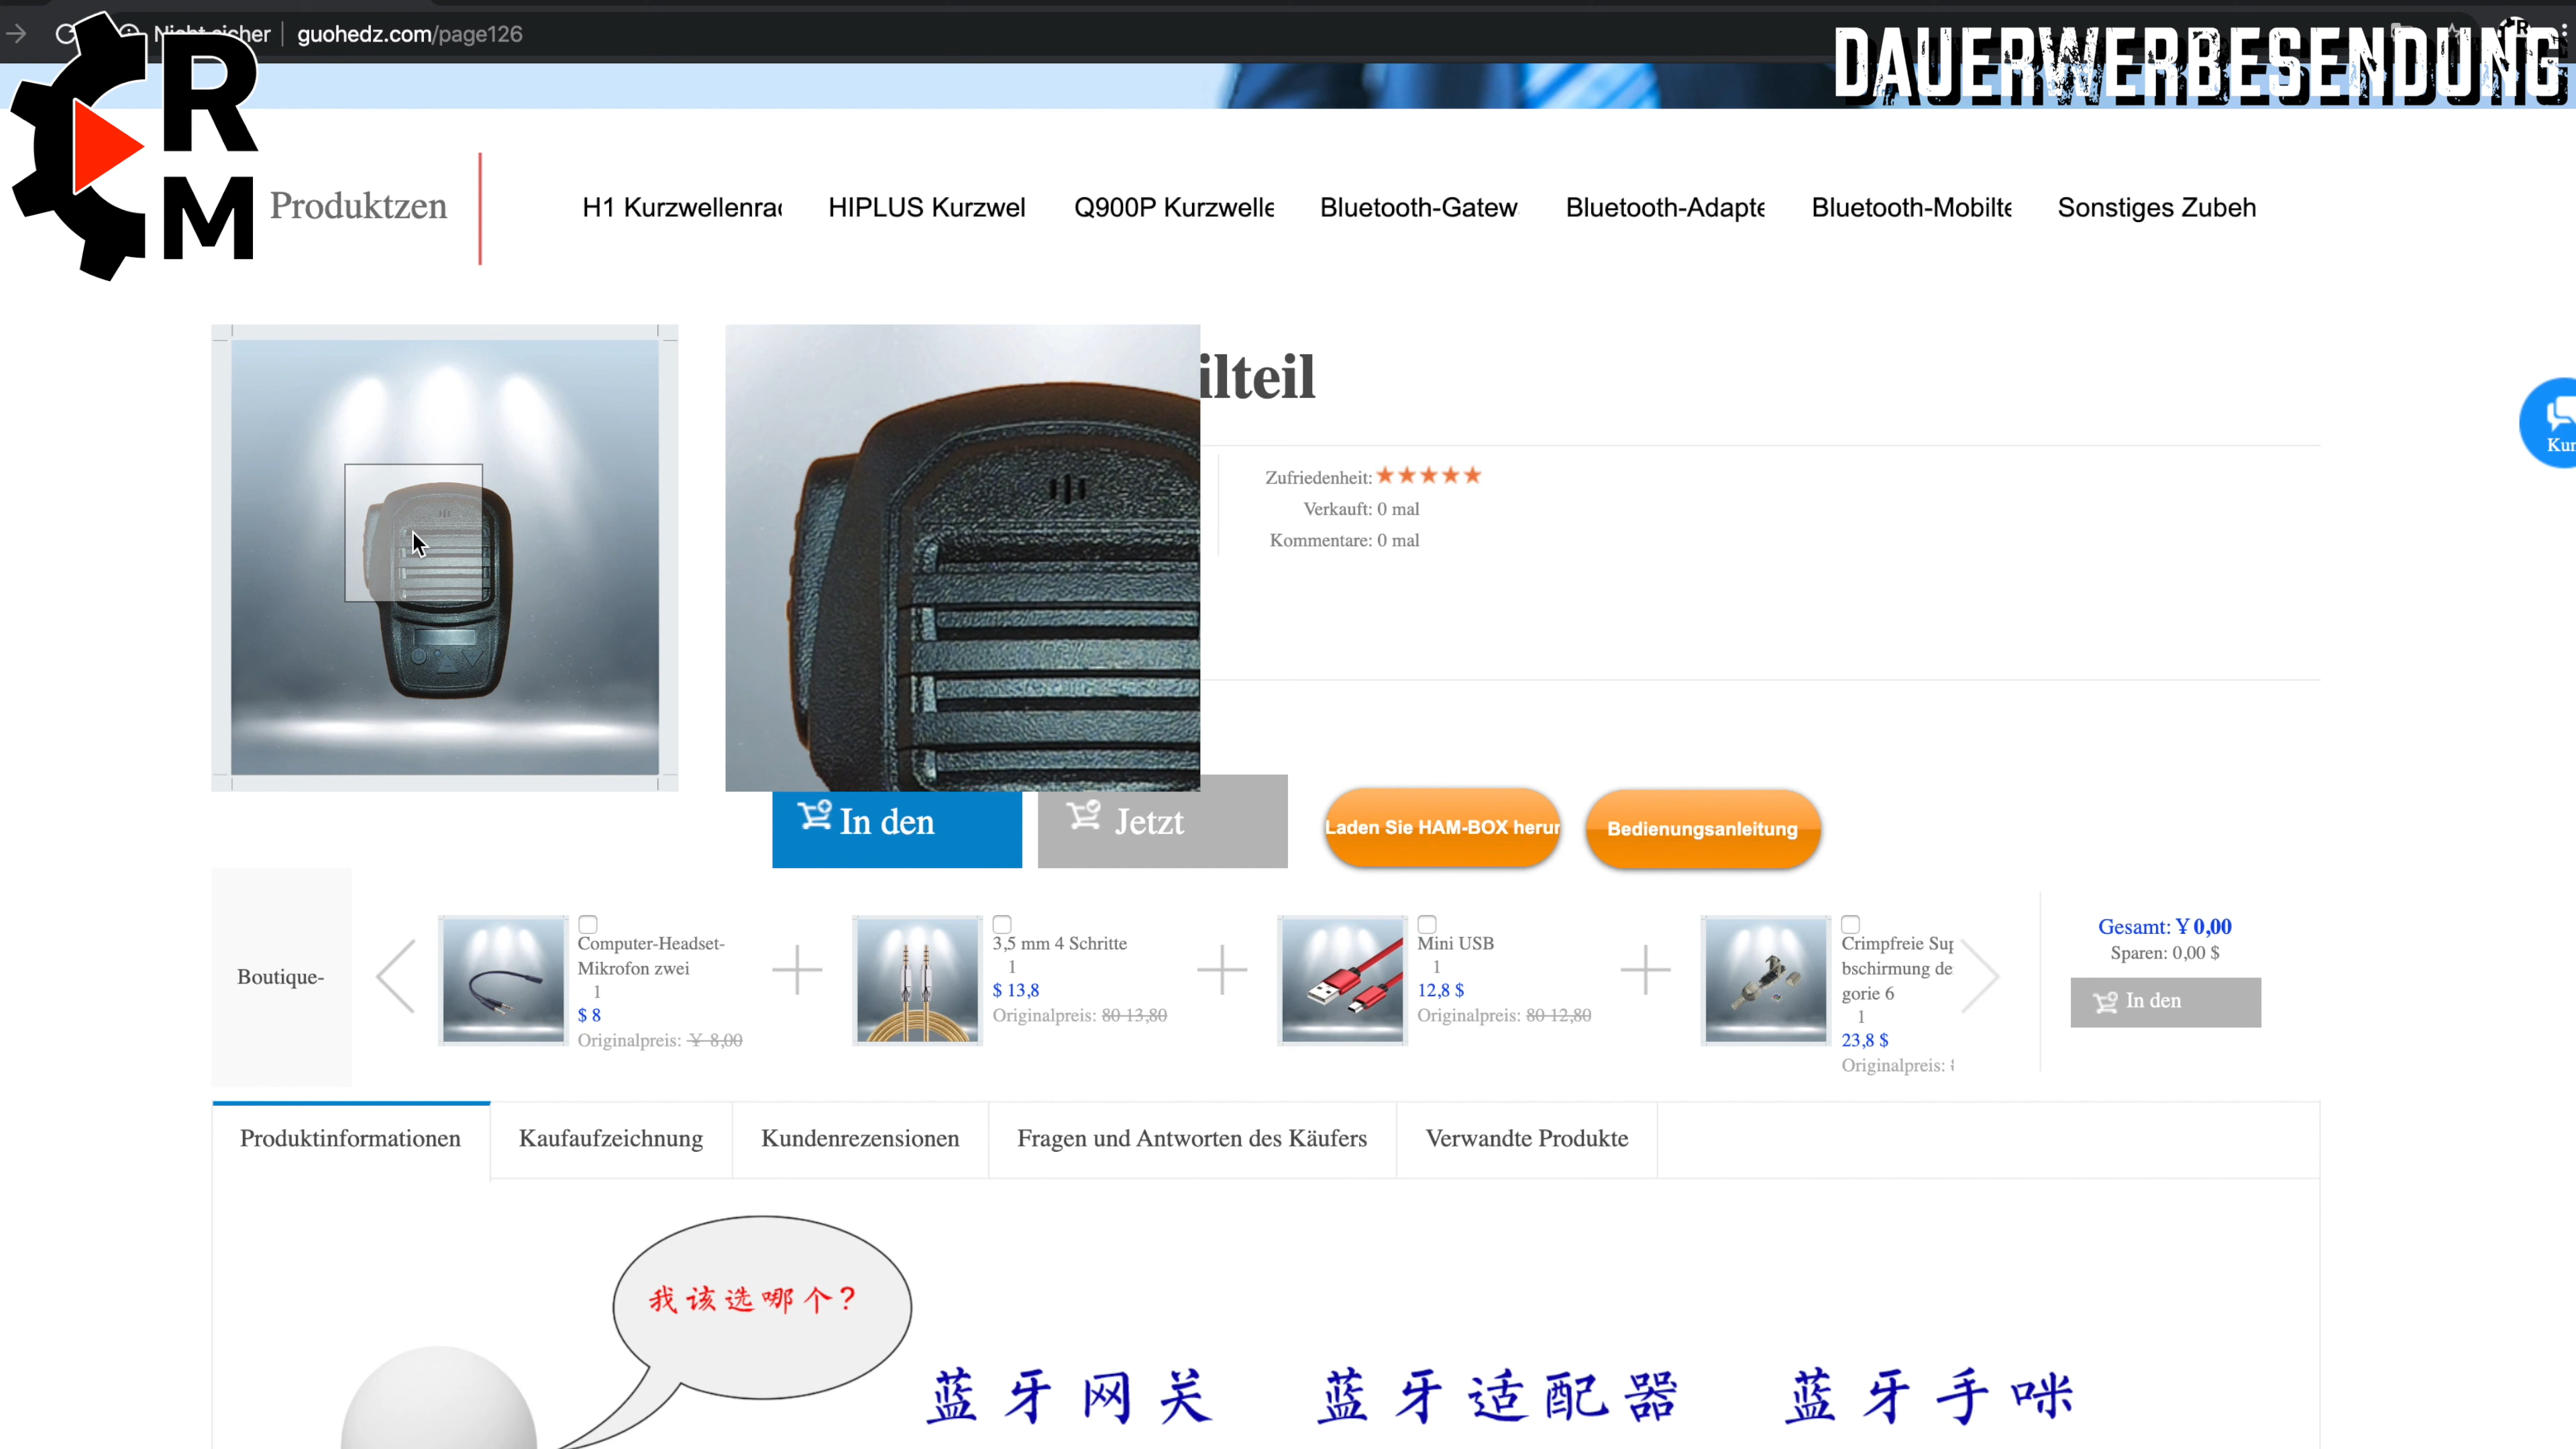 Nicht sicher guohedz.com/page126
DAUERWERBESENDUNG
R
M
Produktzen
H1 Kurzwellenra
HIPLUS Kurzwel
Q900P Kurzwelle
Bluetooth-Gatew
Bluetooth-Adapte
Bluetooth-Mobilte
Sonstiges Zubeh
ilteil
Kur
Zufriedenheit:
Verkauft: 0 mal
Kommentare: 0 mal
In den
Jetzt
Laden Sie HAM-BOX herun
Bedienungsanleitung
Boutique-
Computer-Headset-
Mikrofon zwei
1
$ 8
Originalpreis: ¥ 8,00
3,5 mm 4 Schritte
1
$ 13,8
Originalpreis: 80 13,80
Mini USB
1
12,8 $
Originalpreis: 80 12,80
Crimpfreie Sup
bschirmung de
gorie 6
1
23,8 $
Originalpreis:
Gesamt: ¥ 0,00
Sparen: 0,00 $
In den
Produktinformationen
Kaufaufzeichnung
Kundenrezensionen
Fragen und Antworten des Käufers
Verwandte Produkte
我该选哪个?
蓝牙网关
蓝牙适配器
蓝牙手咪